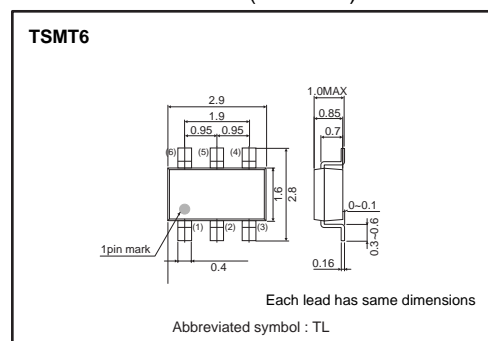 TSMT6
1.0MAX
2.9
0.85
1.9
0.7
0.95 0.95
(6) (5) (4)
1.6
2.8
0~0.1
(1) (2) (3)
1pin mark
0.3~0.6
0.4
0.16
Each lead has same dimensions
Abbreviated symbol : TL